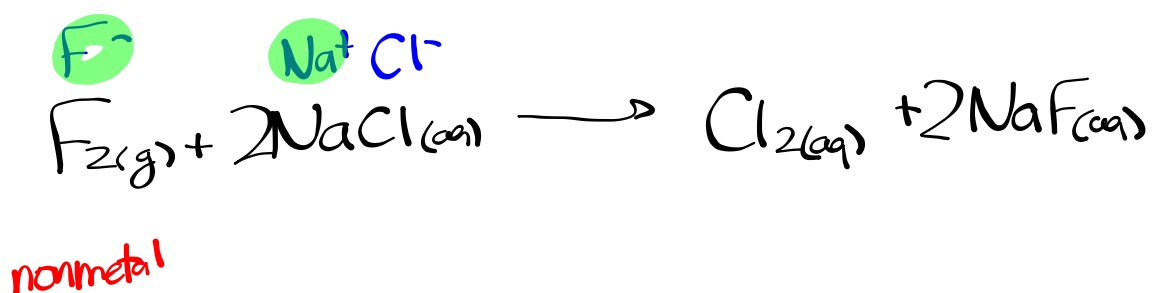 F⁻ Na⁺ Cl⁻
F₂(g) + 2NaCl(aq) → Cl₂(aq) + 2NaF(aq)
nonmetal